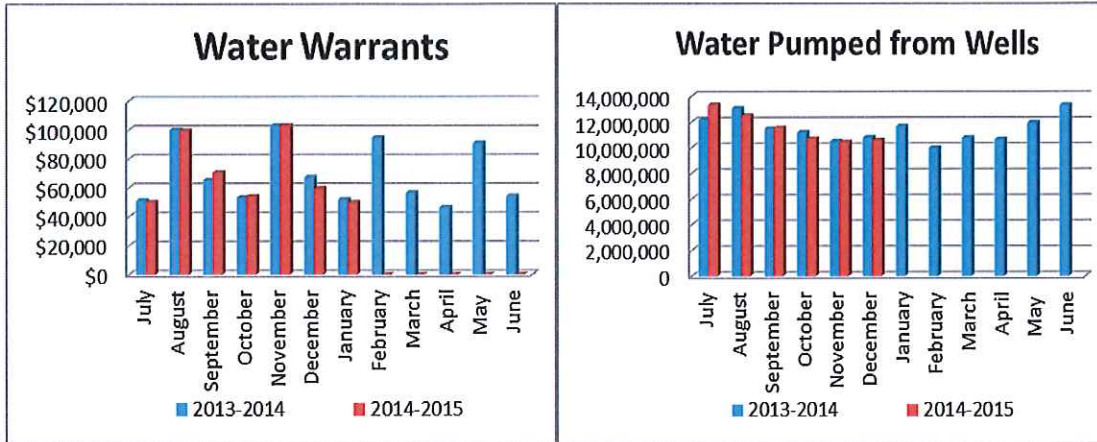 Water Warrants
$120,000
$100,000
$80,000
$60,000
$40,000
$20,000
$0
July
August
September
October
November
December
January
February
March
April
May
June
2013-2014 2014-2015
Water Pumped from Wells
14,000,000
12,000,000
10,000,000
8,000,000
6,000,000
4,000,000
2,000,000
0
July
August
September
October
November
December
January
February
March
April
May
June
2013-2014 2014-2015